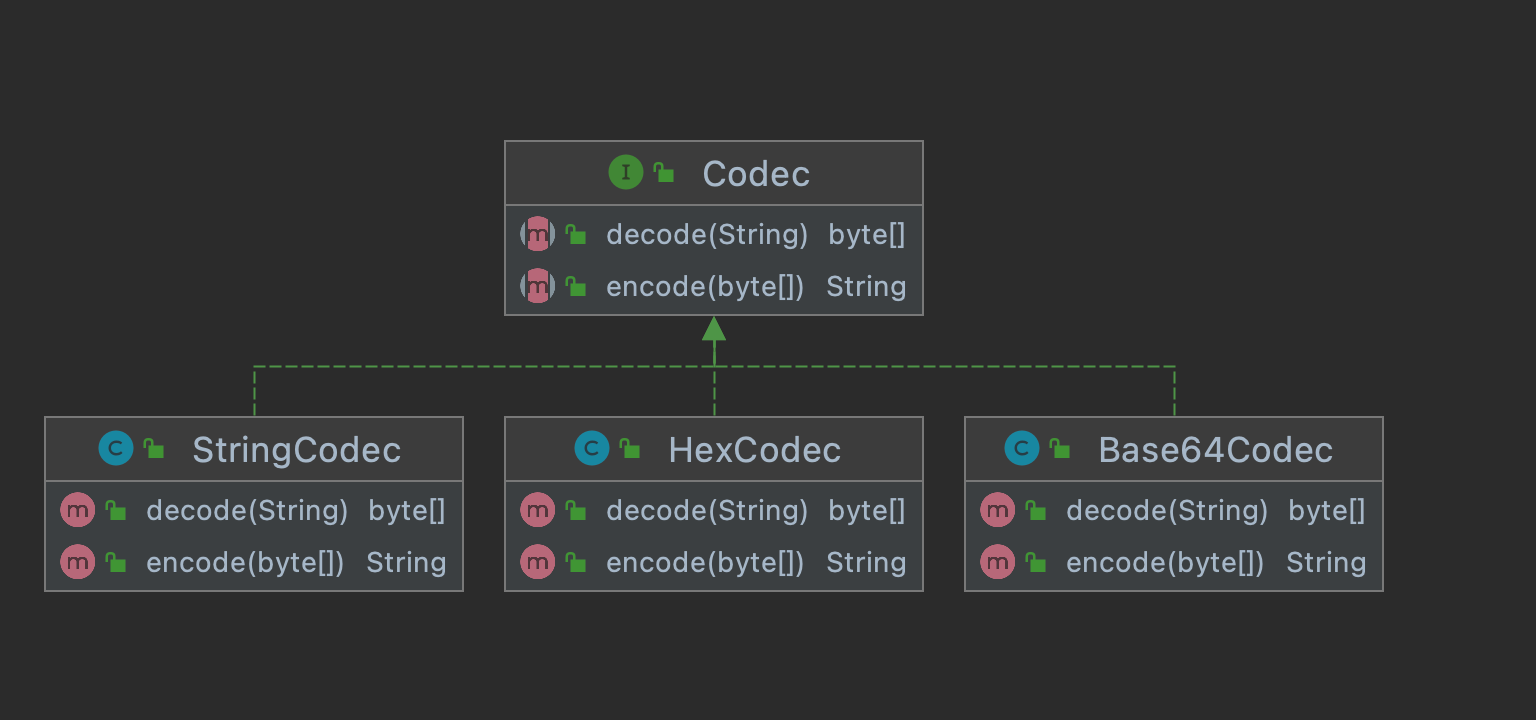 I Codec
m decode(String) byte[]
m encode(byte[]) String
C StringCodec
m decode(String) byte[]
m encode(byte[]) String
C HexCodec
m decode(String) byte[]
m encode(byte[]) String
C Base64Codec
m decode(String) byte[]
m encode(byte[]) String